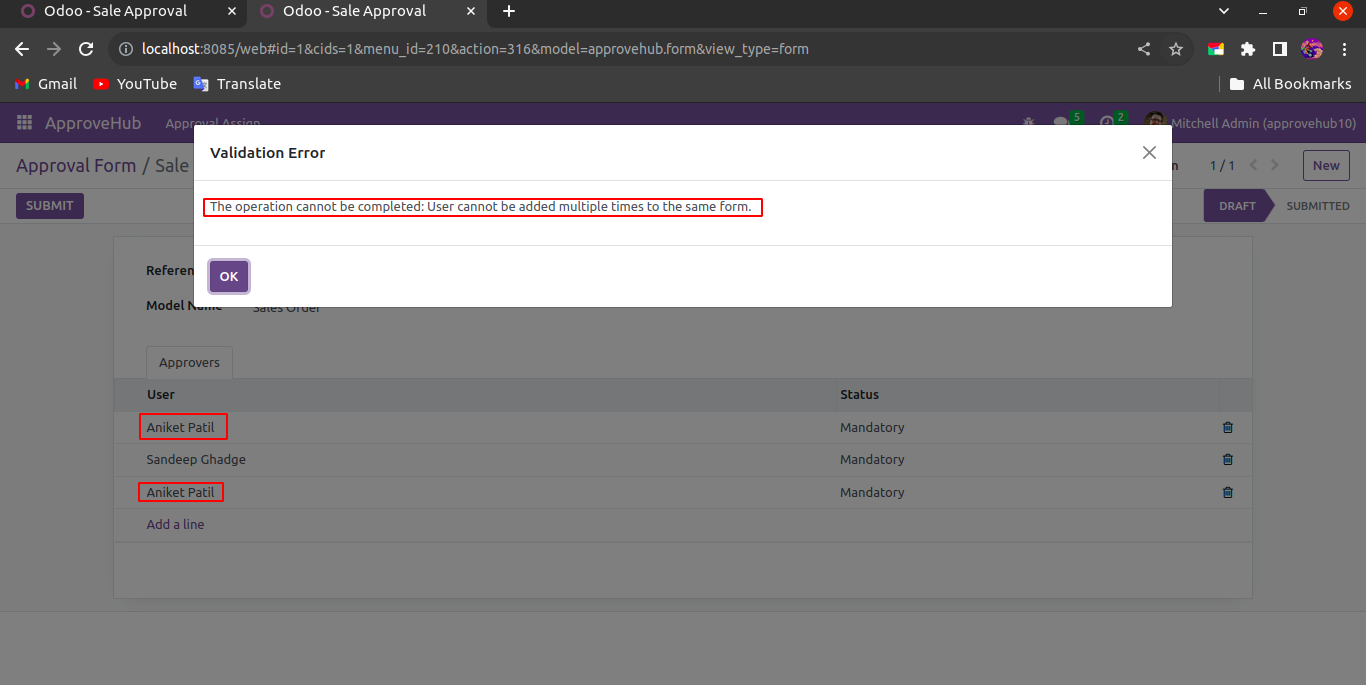 Odoo - Sale Approval
Odoo - Sale Approval
localhost:8085/web#id=1&cids=1&menu_id=210&action=316&model=approvehub.form&view_type=form
Gmail YouTube Translate All Bookmarks
ApproveHub Approval Assign 5 2 Mitchell Admin (approvehub10)
Approval Form / Sale 1 / 1 New
Validation Error
SUBMIT DRAFT SUBMITTED
The operation cannot be completed: User cannot be added multiple times to the same form.
OK
Model Name Sales Order
Approvers
User Status
Aniket Patil Mandatory
Sandeep Ghadge Mandatory
Aniket Patil Mandatory
Add a line